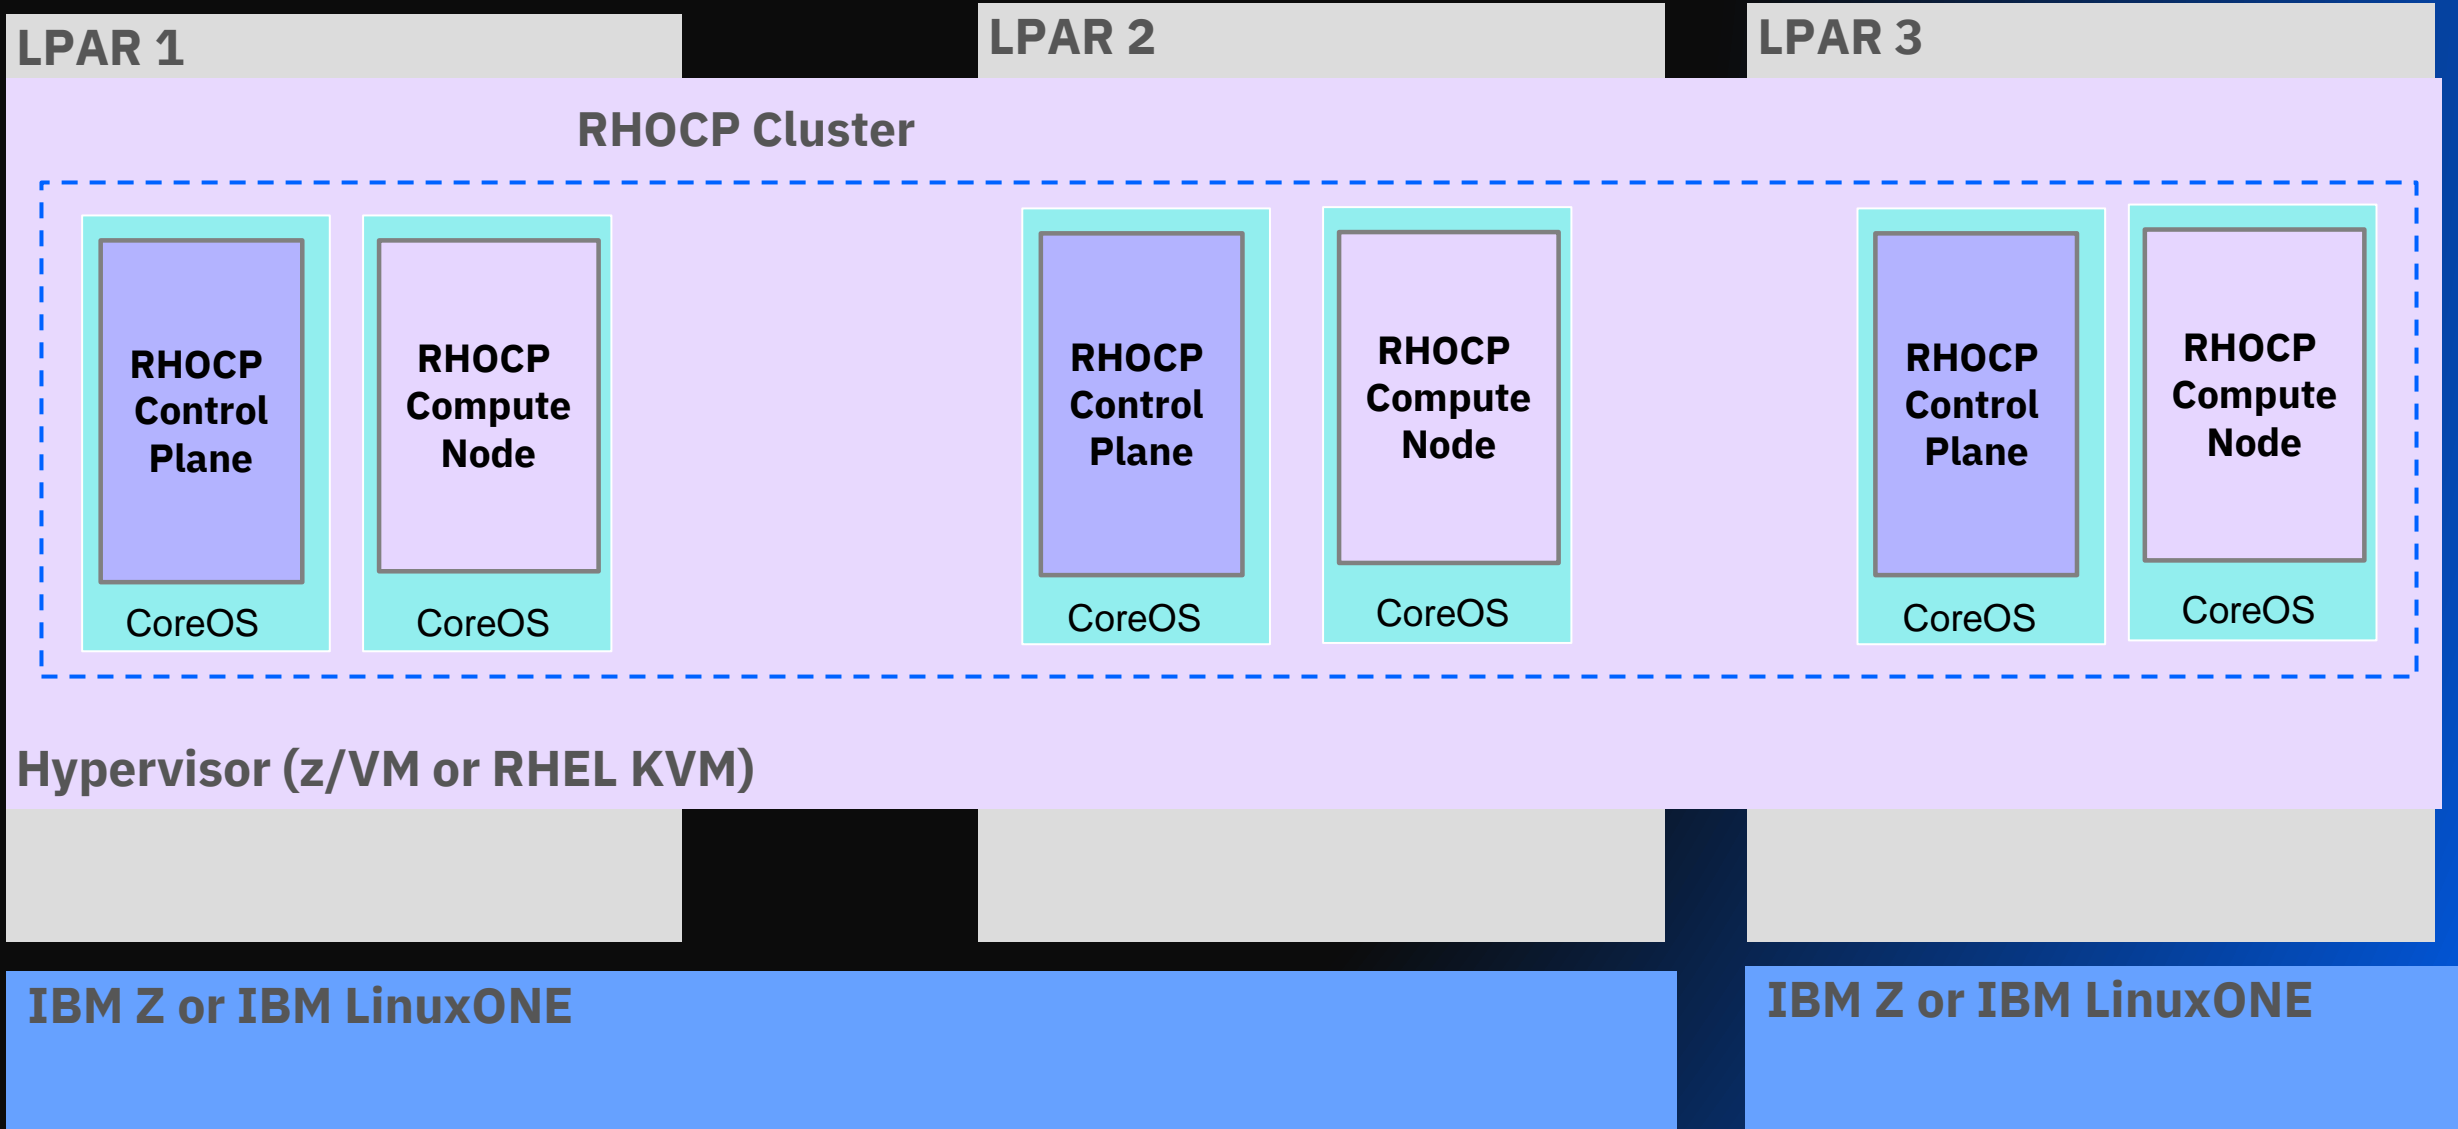 LPAR 1
LPAR 2
LPAR 3
RHOCP Cluster
RHOCP
Control
Plane
CoreOS
RHOCP
Compute
Node
CoreOS
RHOCP
Control
Plane
CoreOS
RHOCP
Compute
Node
CoreOS
RHOCP
Control
Plane
CoreOS
RHOCP
Compute
Node
CoreOS
Hypervisor (z/VM or RHEL KVM)
IBM Z or IBM LinuxONE
IBM Z or IBM LinuxONE